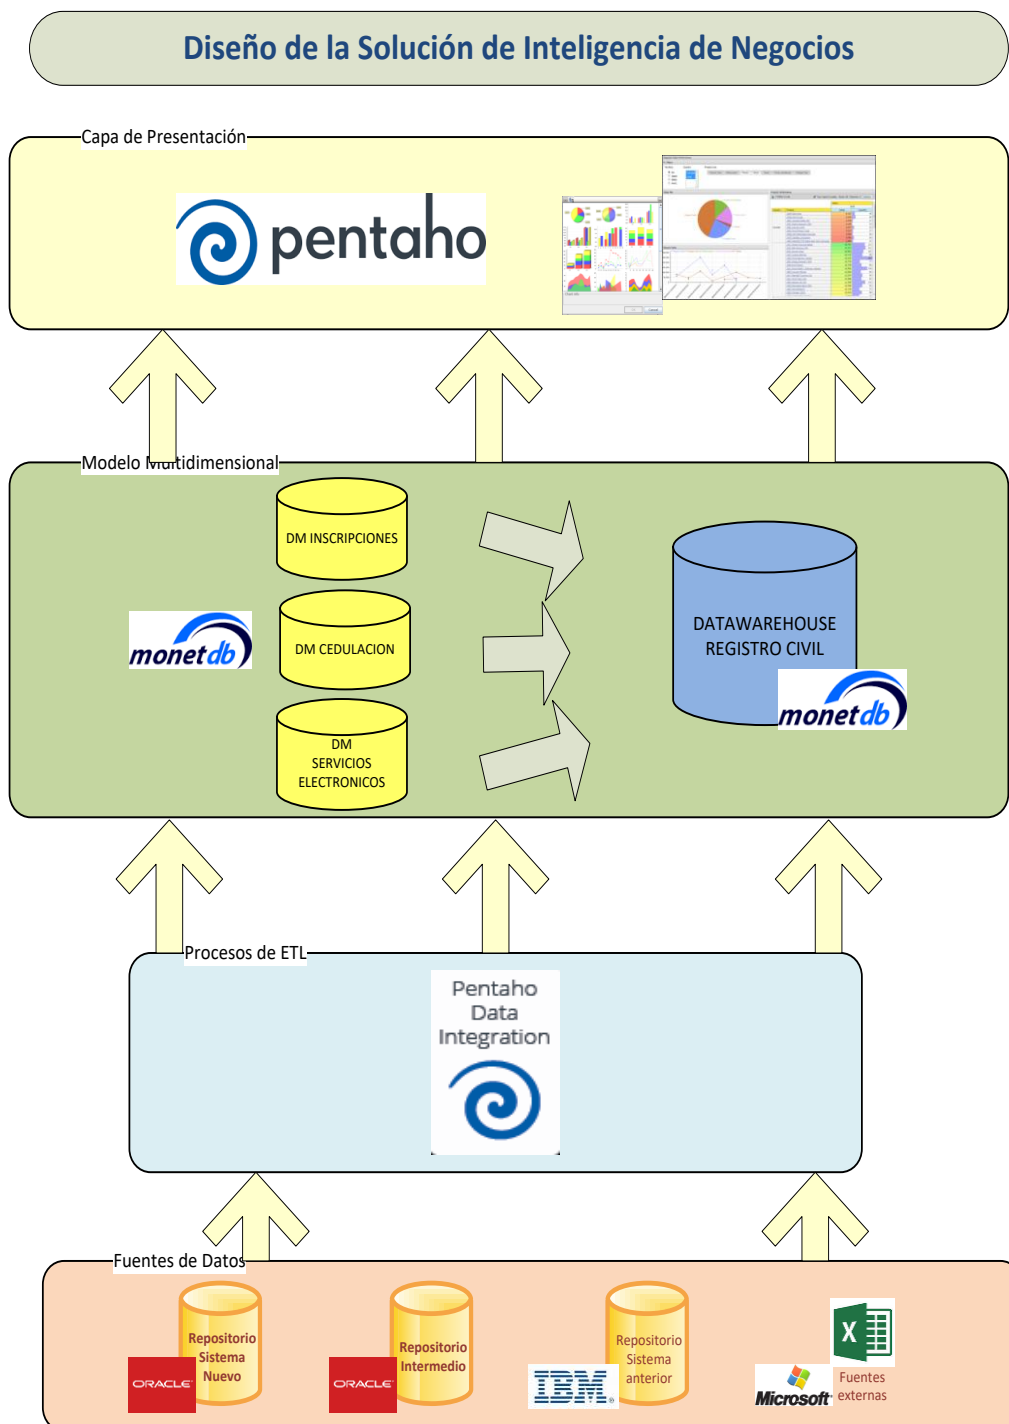 Diseño de la Solución de Inteligencia de Negocios
Capa de Presentación
pentaho
Modelo Multidimensional
DM INSCRIPCIONES
monetdb
DM CEDULACION
DATAWAREHOUSE
REGISTRO CIVIL
monetdb
DM
SERVICIOS
ELECTRONICOS
Procesos de ETL
Pentaho
Data
Integration
Fuentes de Datos
Repositorio
Sistema
Nuevo
ORACLE
Repositorio
Intermedio
ORACLE
Repositorio
Sistema
anterior
IBM
X
Fuentes
externas
Microsoft